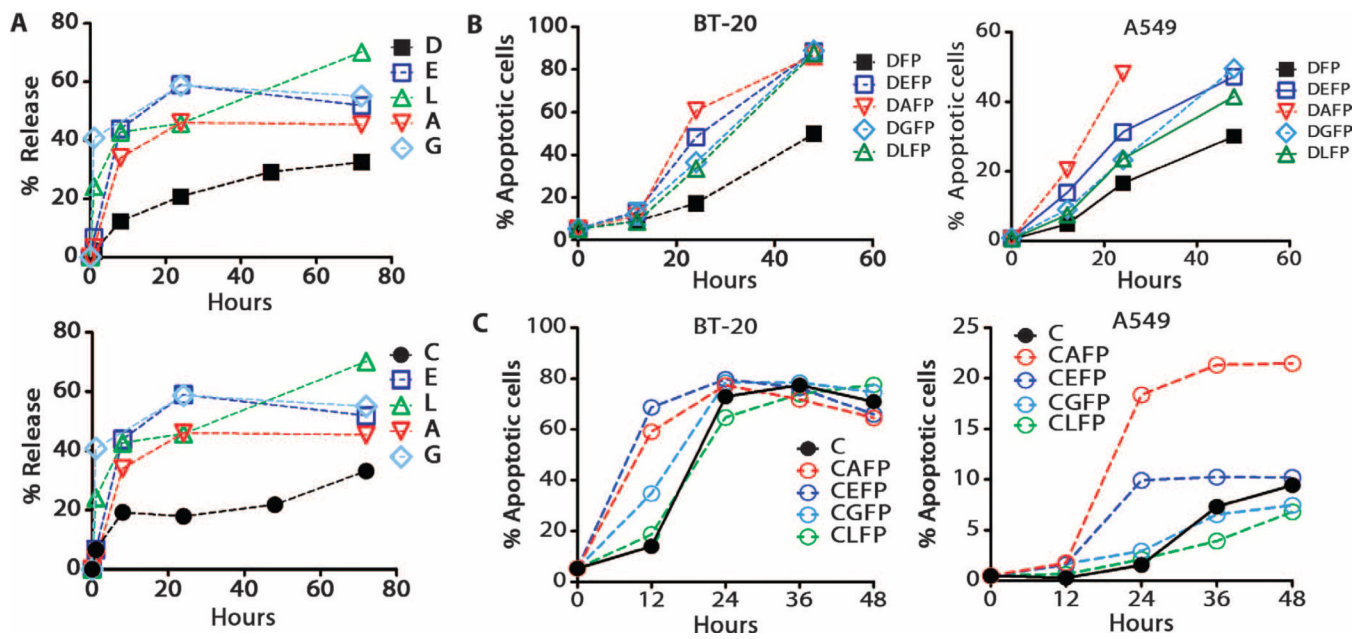 A
% Release
80
60
40
20
0
0 20 40 60 80
Hours
D
E
L
A
G
B
BT-20
% Apoptotic cells
100
80
60
40
20
0
0 20 40 60
Hours
DFP
DEFP
DAFP
DGFP
DLFP
A549
% Apoptotic cells
60
40
20
0
0 20 40 60
Hours
DFP
DEFP
DAFP
DGFP
DLFP
% Release
80
60
40
20
0
0 20 40 60 80
Hours
C
E
L
A
G
C
BT-20
% Apoptotic cells
100
80
60
40
20
0
0 12 24 36 48
Hours
C
CAFP
CEFP
CGFP
CLFP
A549
% Apoptotic cells
25
20
15
10
5
0
0 12 24 36 48
Hours
C
CAFP
CEFP
CGFP
CLFP